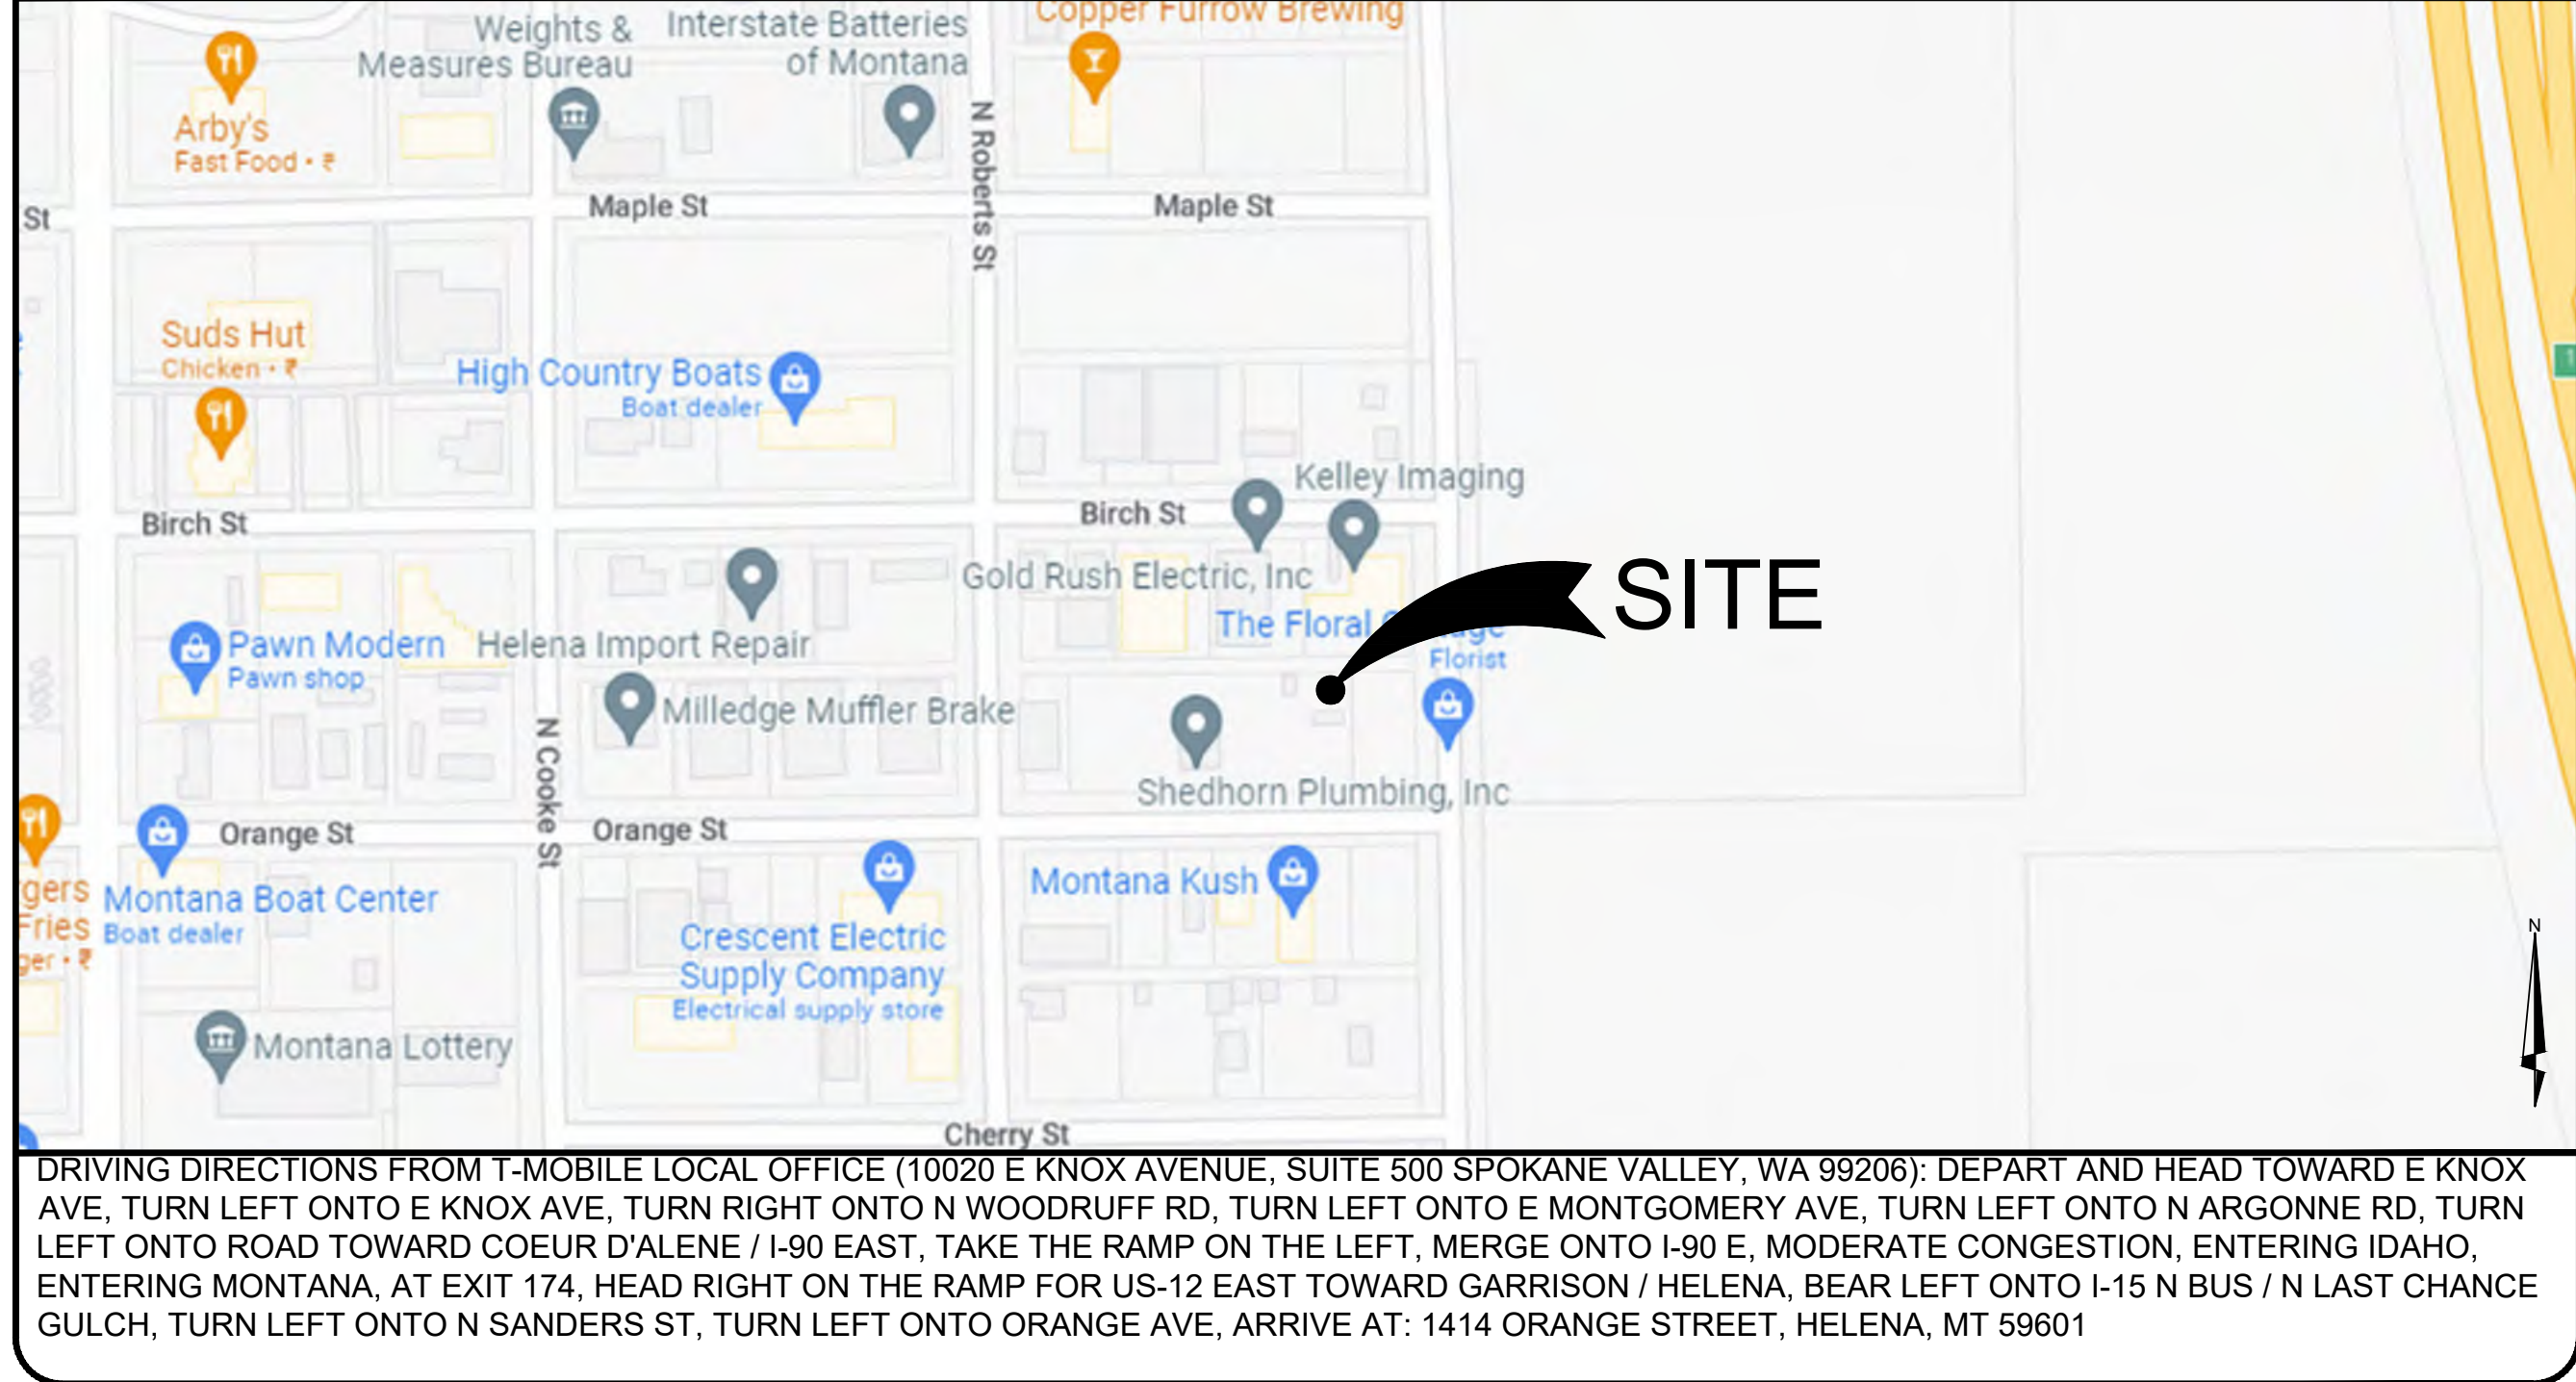 Copper Furrow Brewing
Weights &
Measures Bureau
Interstate Batteries
of Montana
Arby's
Fast Food • ₹
N Roberts St
St
Maple St
Maple St
Suds Hut
Chicken • ₹
High Country Boats
Boat dealer
Kelley Imaging
Birch St
Birch St
Gold Rush Electric, Inc
SITE
The Floral
Florist
Pawn Modern
Pawn shop
Helena Import Repair
Milledge Muffler Brake
N Cooke St
Shedhorn Plumbing, Inc
Orange St
Orange St
Montana Kush
Montana Boat Center
Boat dealer
Fries
Crescent Electric
Supply Company
Electrical supply store
N
Montana Lottery
Cherry St
DRIVING DIRECTIONS FROM T-MOBILE LOCAL OFFICE (10020 E KNOX AVENUE, SUITE 500 SPOKANE VALLEY, WA 99206): DEPART AND HEAD TOWARD E KNOX
AVE, TURN LEFT ONTO E KNOX AVE, TURN RIGHT ONTO N WOODRUFF RD, TURN LEFT ONTO E MONTGOMERY AVE, TURN LEFT ONTO N ARGONNE RD, TURN
LEFT ONTO ROAD TOWARD COEUR D'ALENE / I-90 EAST, TAKE THE RAMP ON THE LEFT, MERGE ONTO I-90 E, MODERATE CONGESTION, ENTERING IDAHO,
ENTERING MONTANA, AT EXIT 174, HEAD RIGHT ON THE RAMP FOR US-12 EAST TOWARD GARRISON / HELENA, BEAR LEFT ONTO I-15 N BUS / N LAST CHANCE
GULCH, TURN LEFT ONTO N SANDERS ST, TURN LEFT ONTO ORANGE AVE, ARRIVE AT: 1414 ORANGE STREET, HELENA, MT 59601